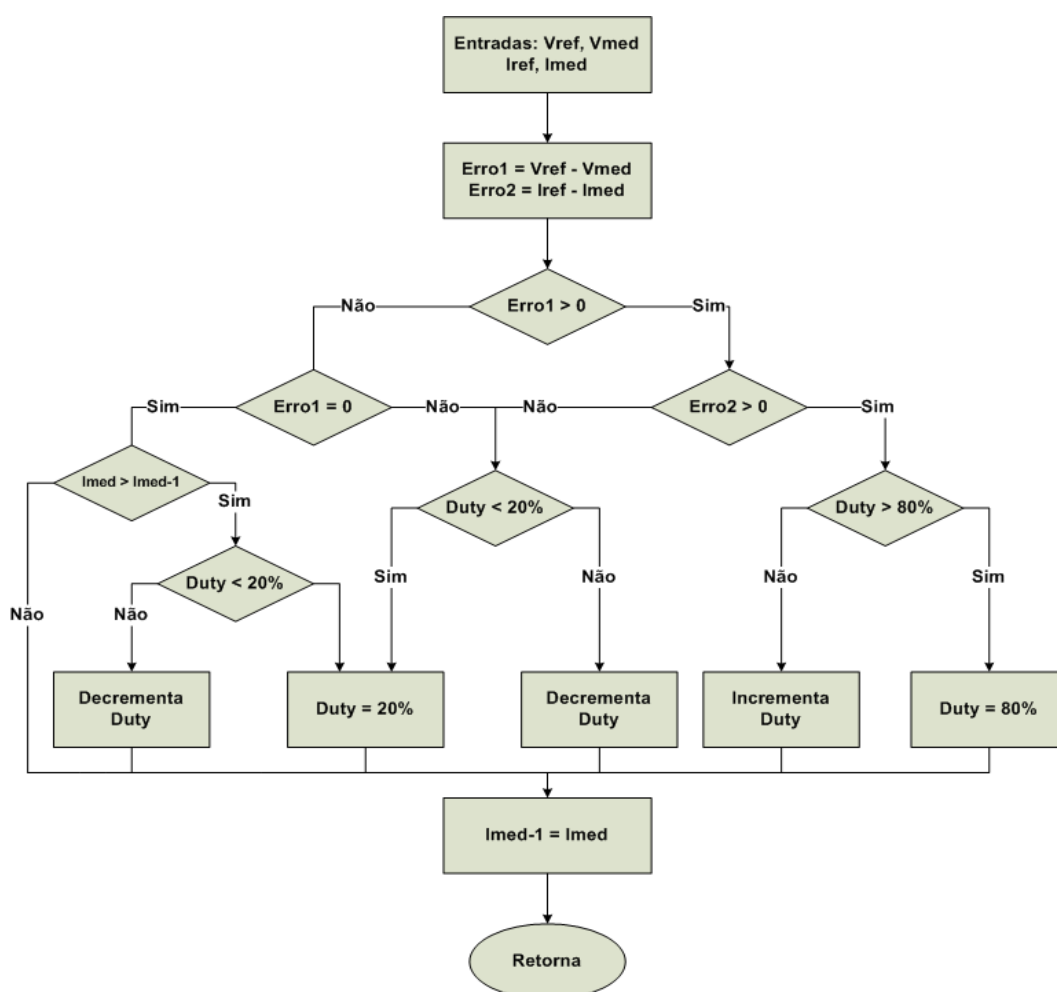 Entradas: Vref, Vmed
Iref, Imed
Erro1 = Vref - Vmed
Erro2 = Iref - Imed
Erro1 > 0
Não
Sim
Erro1 = 0
Sim
Não
Não
Erro2 > 0
Sim
Imed > Imed-1
Sim
Não
Duty < 20%
Não
Duty < 20%
Sim
Não
Duty > 80%
Não
Sim
Decrementa
Duty
Duty = 20%
Decrementa
Duty
Incrementa
Duty
Duty = 80%
Imed-1 = Imed
Retorna